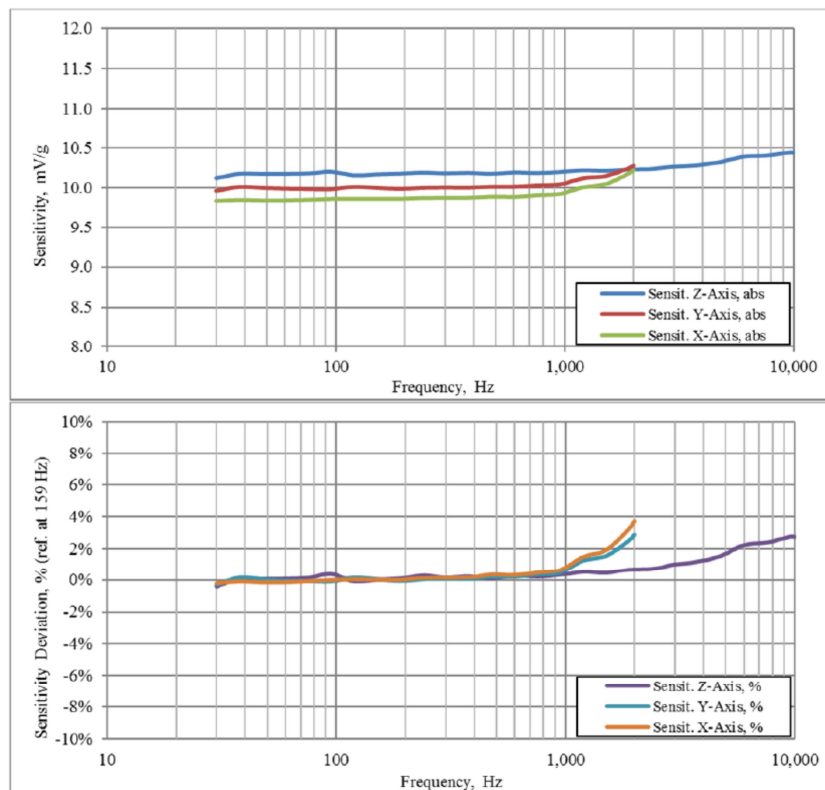 12.0
11.5
11.0
10.5
10.0
9.5
9.0
8.5
8.0
Sensitivity, mV/g
Sensit. Z-Axis, abs
Sensit. Y-Axis, abs
Sensit. X-Axis, abs
10 100 1,000 10,000
Frequency, Hz
10%
8%
6%
4%
2%
0%
-2%
-4%
-6%
-8%
-10%
Sensitivity Deviation, % (ref. at 159 Hz)
Sensit. Z-Axis, %
Sensit. Y-Axis, %
Sensit. X-Axis, %
10 100 1,000 10,000
Frequency, Hz